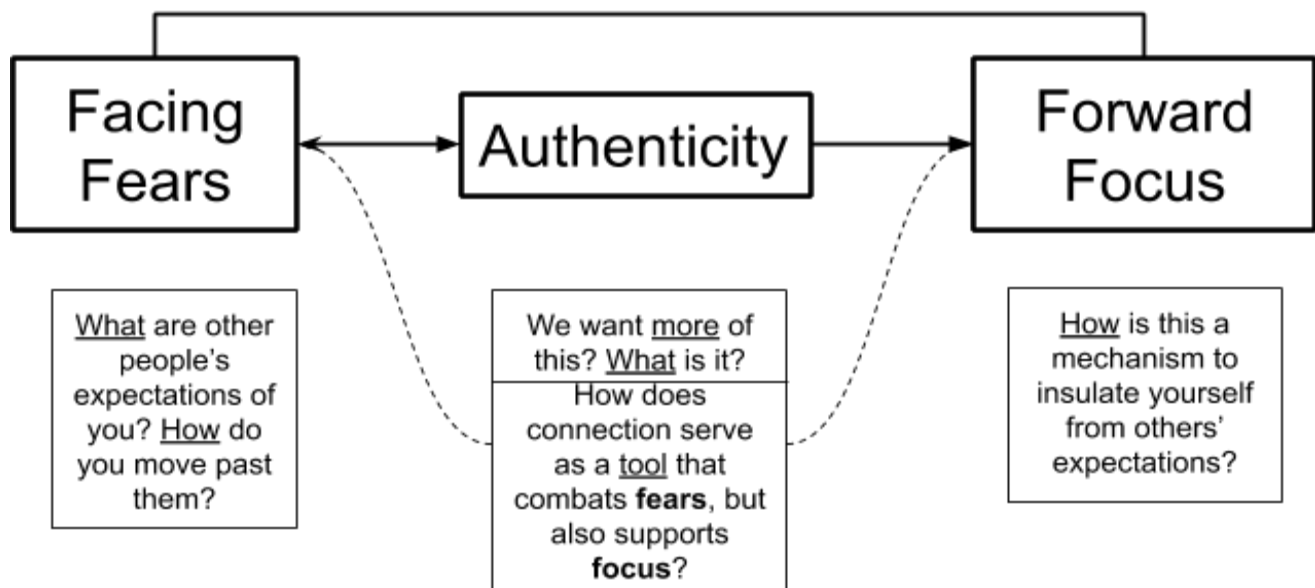 Facing
Fears
Authenticity
Forward
Focus
What are other
people's
expectations of
you? How do
you move past
them?
We want more of
this? What is it?
How does
connection serve
as a tool that
combats fears, but
also supports
focus?
How is this a
mechanism to
insulate yourself
from others'
expectations?